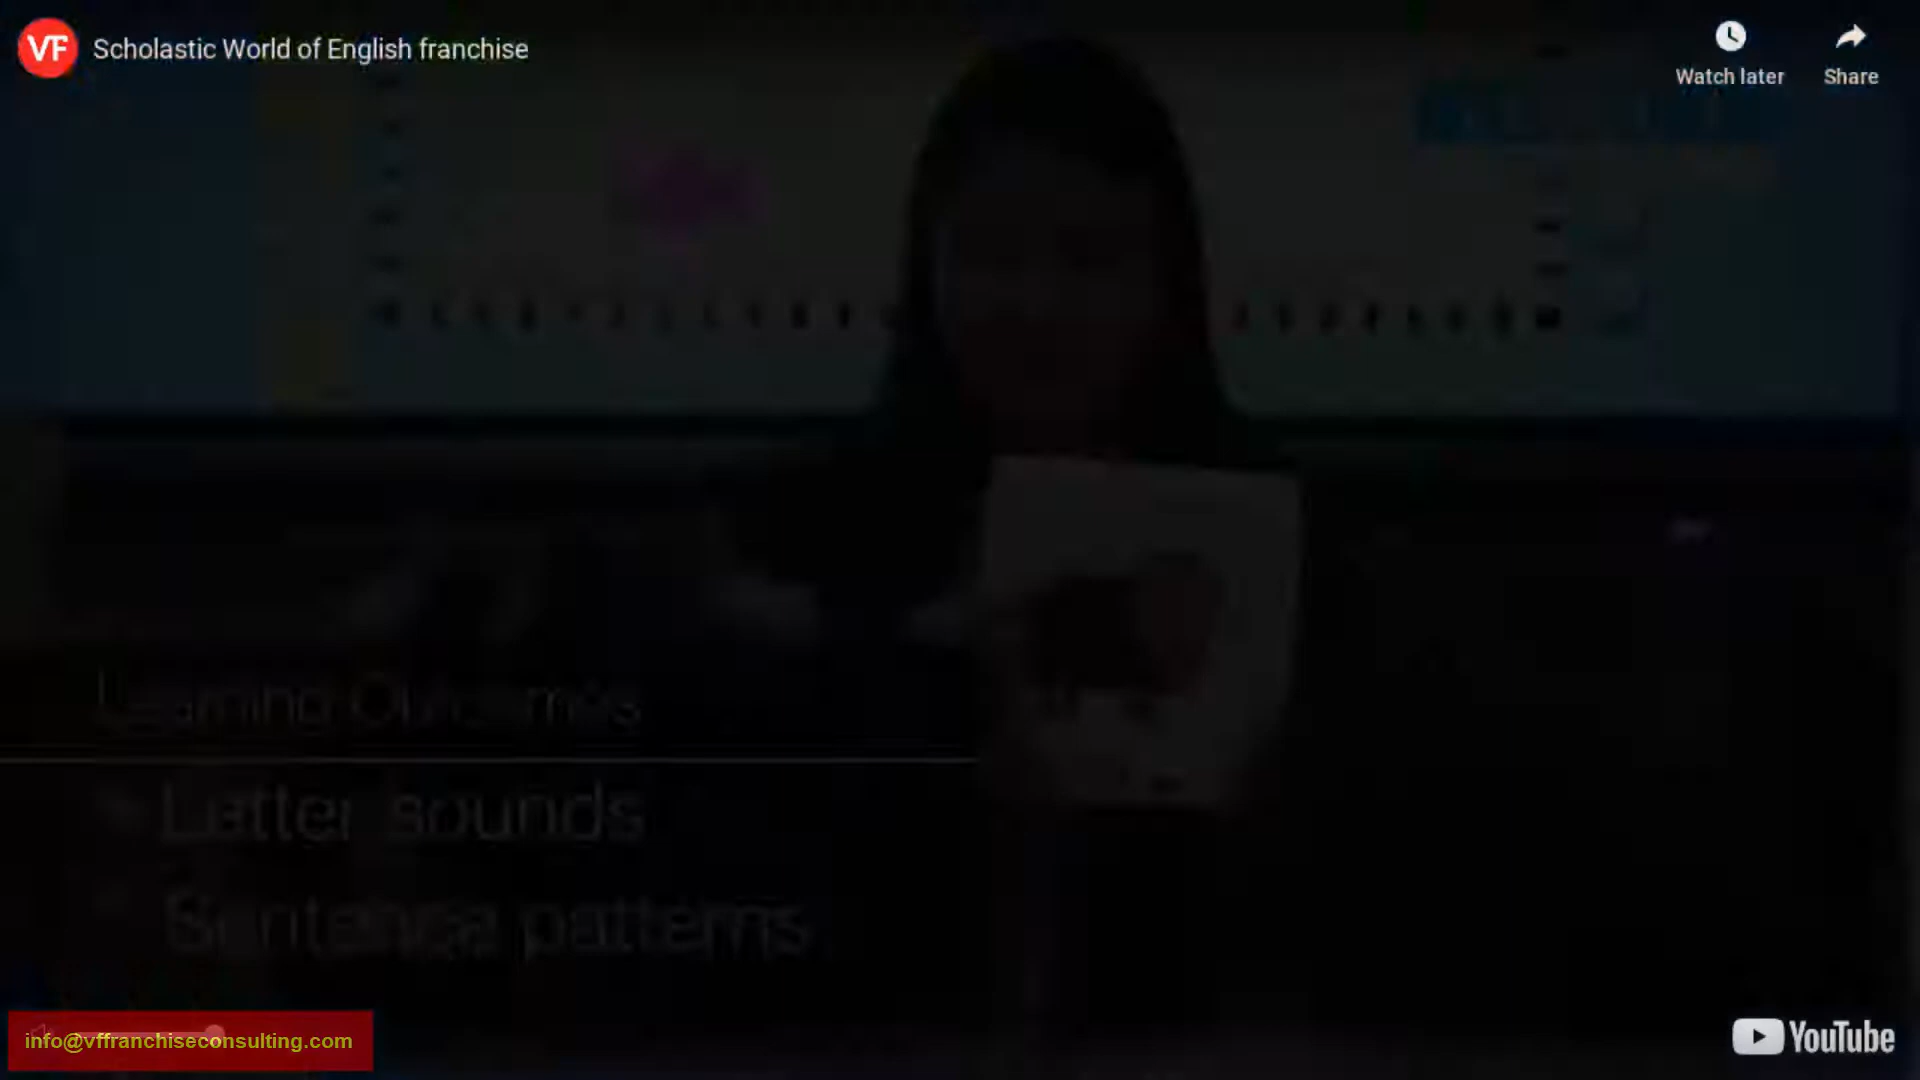 VF Scholastic World of English franchise
Watch later
Share
Learning Outcomes
Letter sounds
Sentence patterns
info@vffranchiseconsulting.com
YouTube